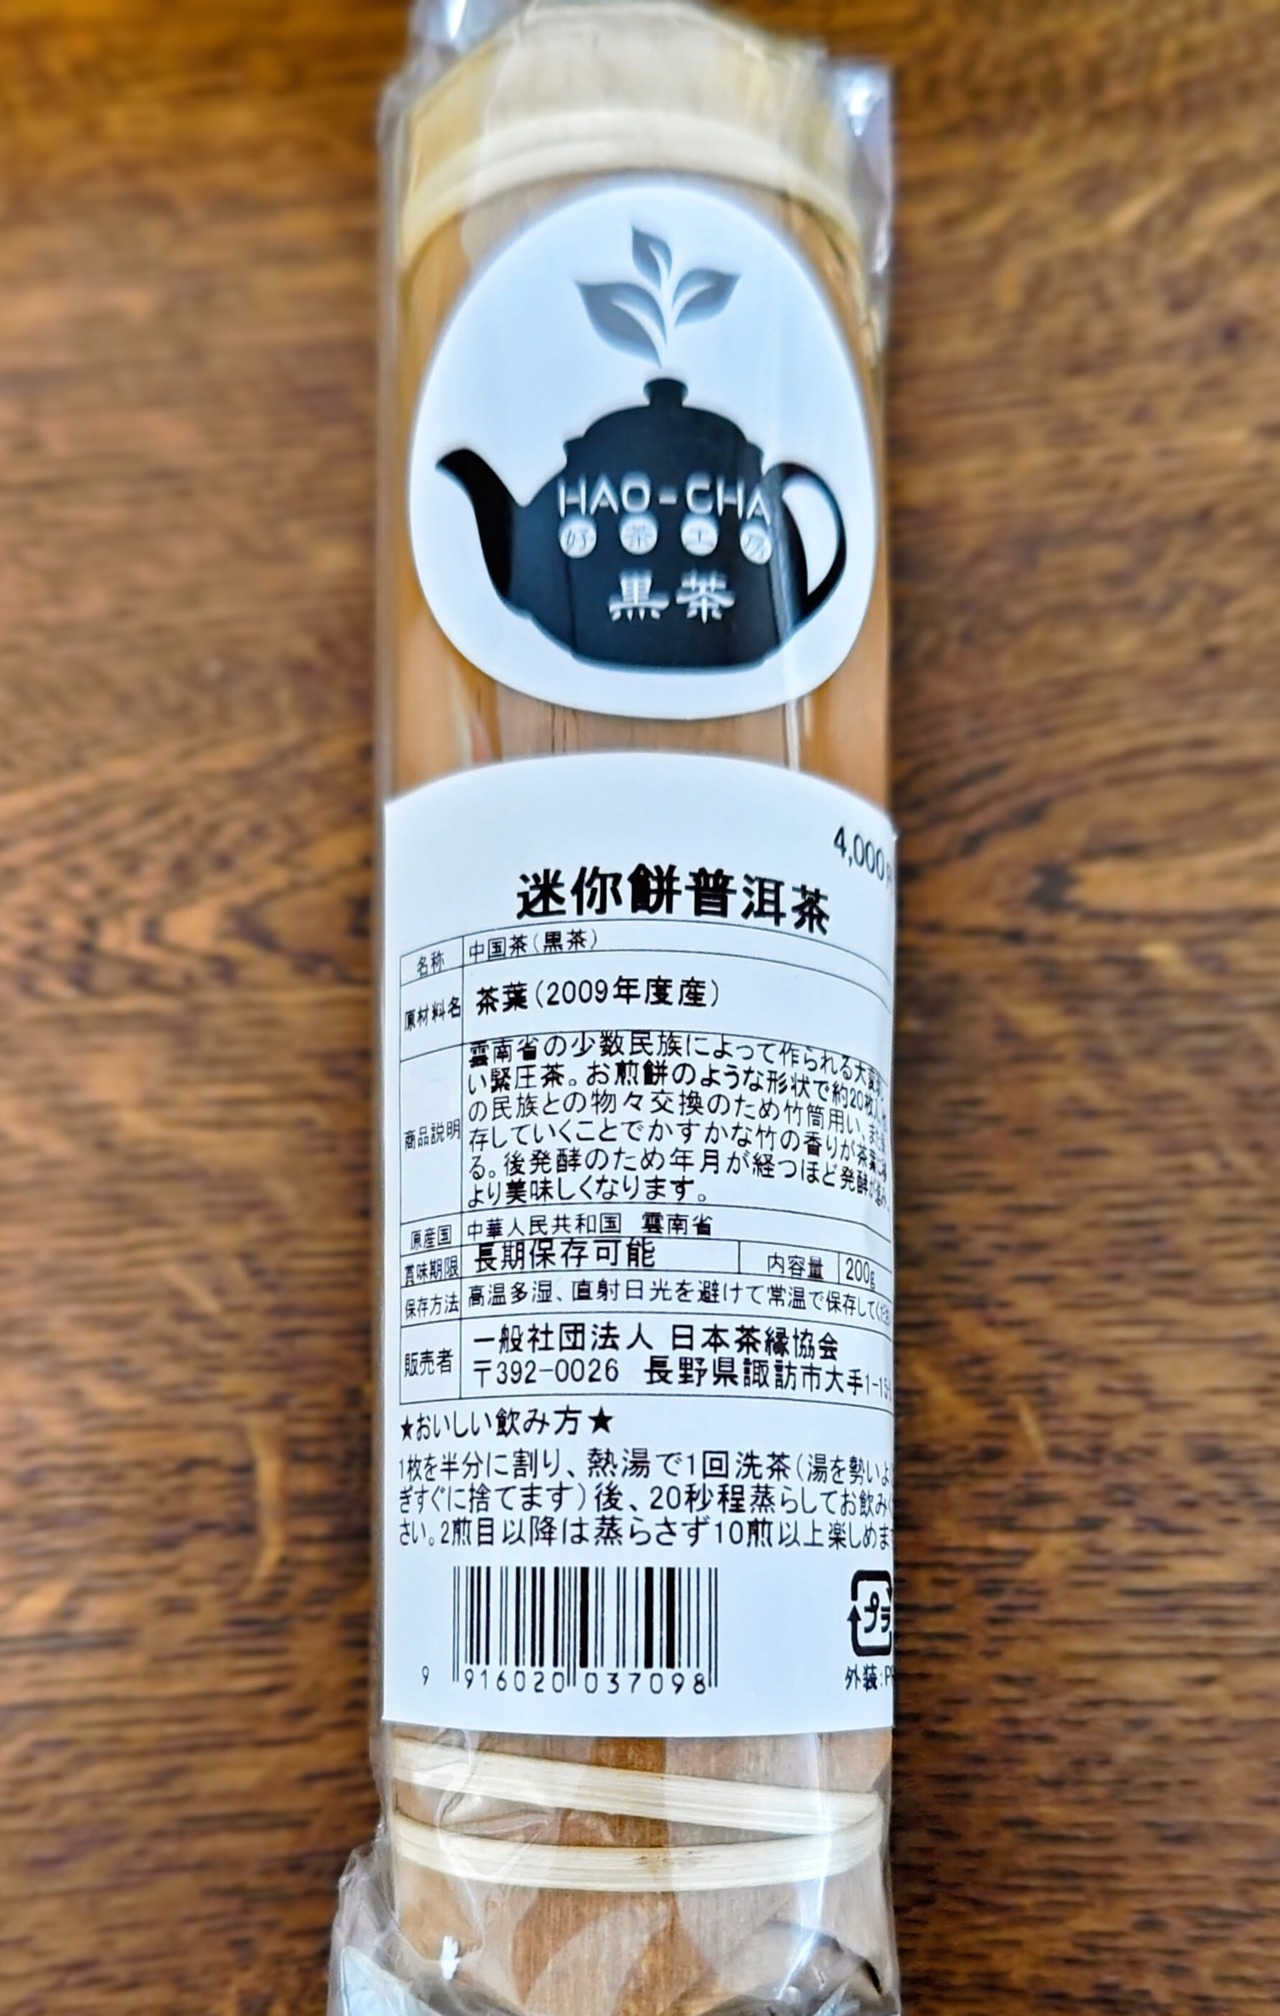 HAO-CHA
好茶工房
黒茶
4,000
迷你餅普洱茶
名称 中国茶(黒茶)
原材料名 茶葉(2009年度産)
商品説明
雲南省の少数民族によって作られる大変
い緊圧茶。お煎餅のような形状で約20枚
の民族との物々交換のため竹筒用い、また
存していくことでかすかな竹の香りが茶葉
る。後発酵のため年月が経つほど発酵が進み、
より美味しくなります。
原産国 中華人民共和国 雲南省
賞味期限 長期保存可能 内容量 200g
保存方法 高温多湿、直射日光を避けて常温で保存してくだ
販売者 一般社団法人 日本茶縁協会
〒392-0026 長野県諏訪市大手1-15
★おいしい飲み方★
1枚を半分に割り、熱湯で1回洗茶(湯を勢いよ
ぎすぐに捨てます)後、20秒程蒸らしてお飲みく
さい。2煎目以降は蒸らさず10煎以上楽しめま
9 916020 037098
プラ
外装:P